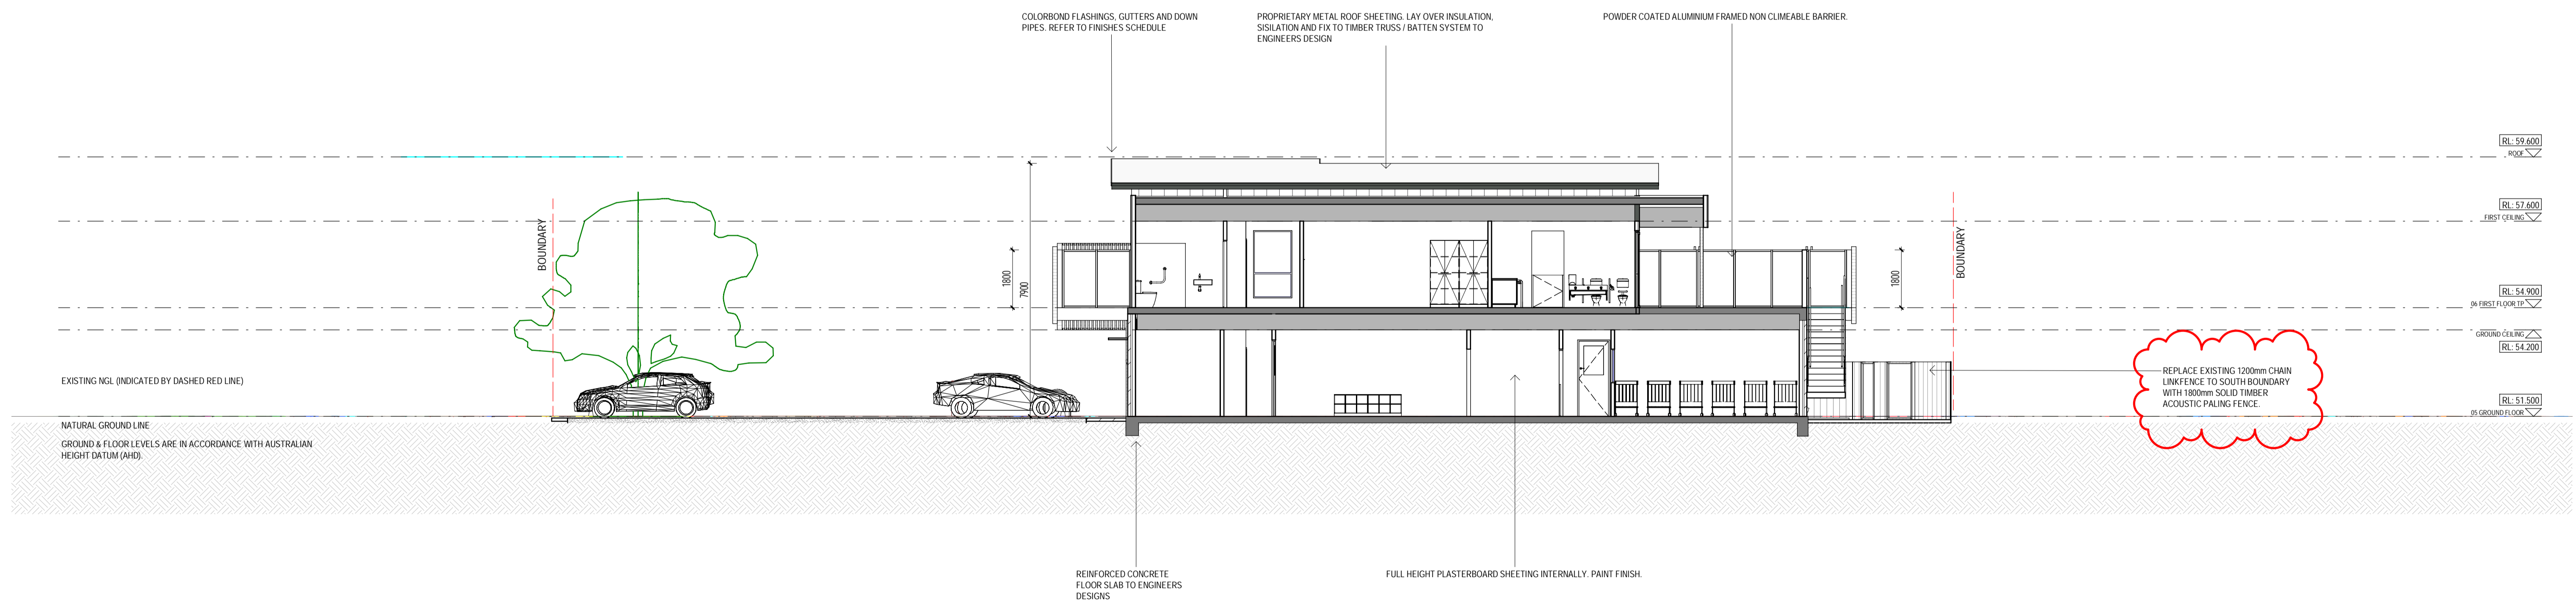 COLORBOND FLASHINGS, GUTTERS AND DOWN
PIPES. REFER TO FINISHES SCHEDULE
PROPRIETARY METAL ROOF SHEETING. LAY OVER INSULATION,
SISILATION AND FIX TO TIMBER TRUSS / BATTEN SYSTEM TO
ENGINEERS DESIGN
POWDER COATED ALUMINIUM FRAMED NON CLIMEABLE BARRIER.
RL: 59.600
ROOF
RL: 57.600
FIRST CEILING
BOUNDARY
BOUNDARY
1800
7900
1800
RL: 54.900
06 FIRST FLOOR TP
GROUND CEILING
RL: 54.200
EXISTING NGL (INDICATED BY DASHED RED LINE)
REPLACE EXISTING 1200mm CHAIN
LINKFENCE TO SOUTH BOUNDARY
WITH 1800mm SOLID TIMBER
ACOUSTIC PALING FENCE.
RL: 51.500
05 GROUND FLOOR
NATURAL GROUND LINE
GROUND & FLOOR LEVELS ARE IN ACCORDANCE WITH AUSTRALIAN
HEIGHT DATUM (AHD).
REINFORCED CONCRETE
FLOOR SLAB TO ENGINEERS
DESIGNS
FULL HEIGHT PLASTERBOARD SHEETING INTERNALLY. PAINT FINISH.